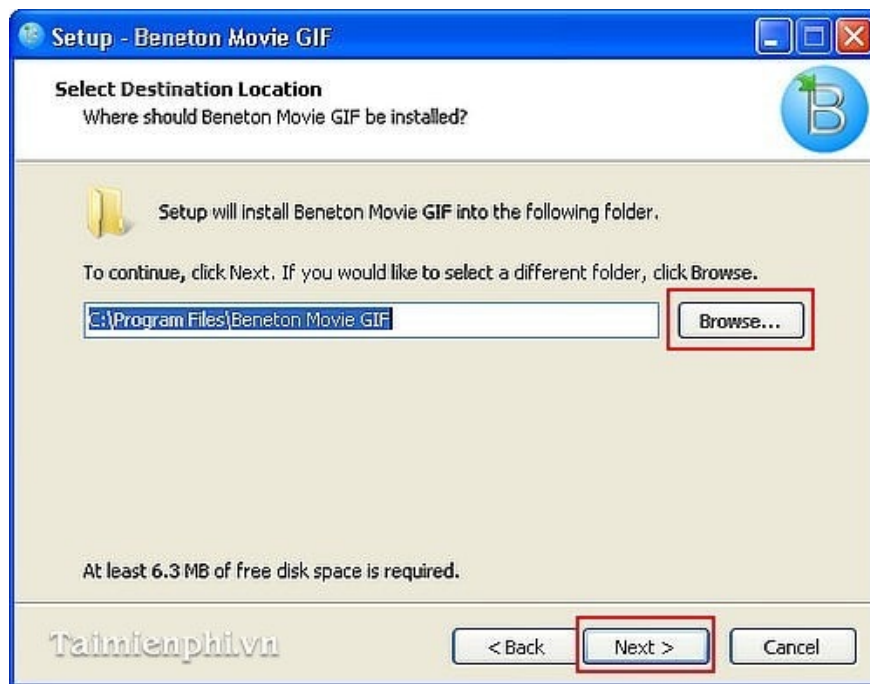 Setup - Beneton Movie GIF
Select Destination Location
Where should Beneton Movie GIF be installed?
B
Setup will install Beneton Movie GIF into the following folder.
To continue, click Next. If you would like to select a different folder, click Browse.
C:\Program Files\Beneton Movie GIF
Browse...
At least 6.3 MB of free disk space is required.
Taimienphi.vn
< Back
Next >
Cancel